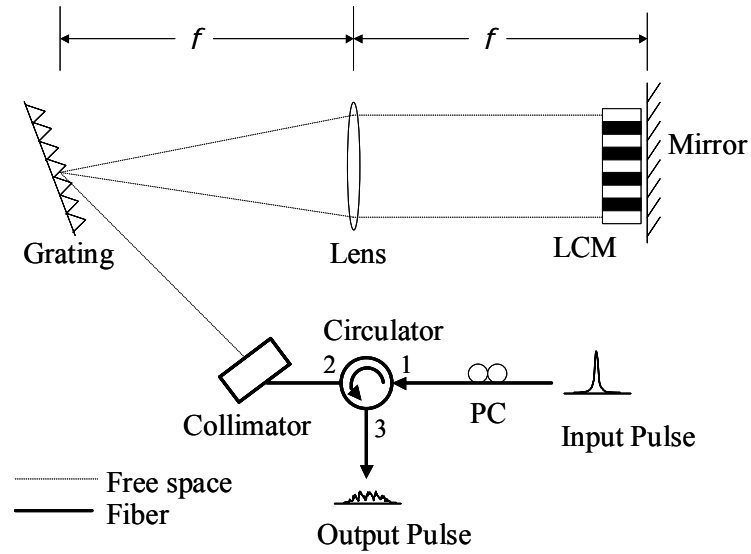 f
f
Mirror
Grating
Lens
LCM
Circulator
2
1
3
Collimator
PC
Input Pulse
Free space
Fiber
Output Pulse